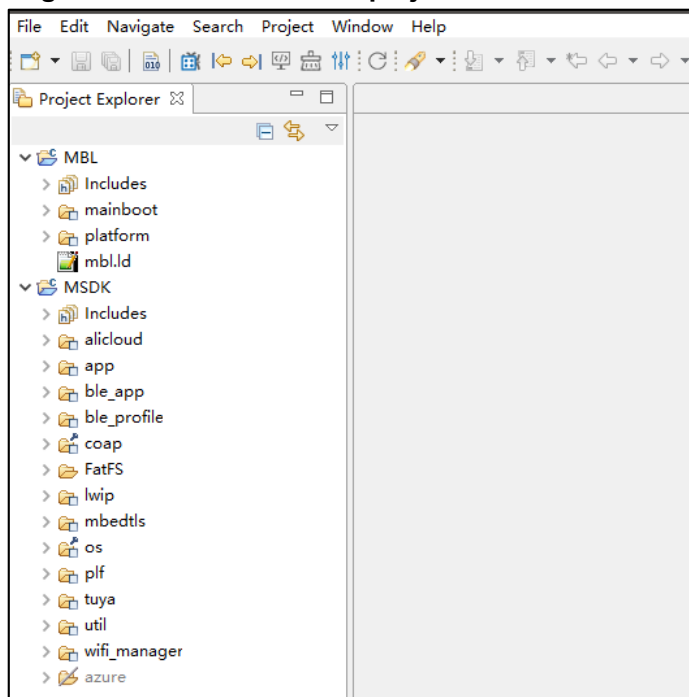 File Edit Navigate Search Project Window Help
Project Explorer
MBL
Includes
mainboot
platform
mbl.ld
MSDK
Includes
alicloud
app
ble_app
ble_profile
coap
FatFS
lwip
mbedtls
os
plf
tuya
util
wifi_manager
azure